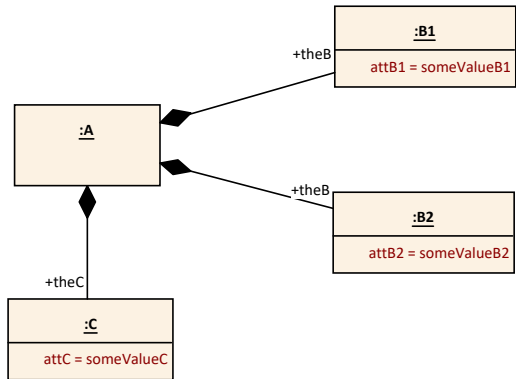 :B1
+theB
attB1 = someValueB1
:A
+theB
:B2
attB2 = someValueB2
+theC
:C
attC = someValueC